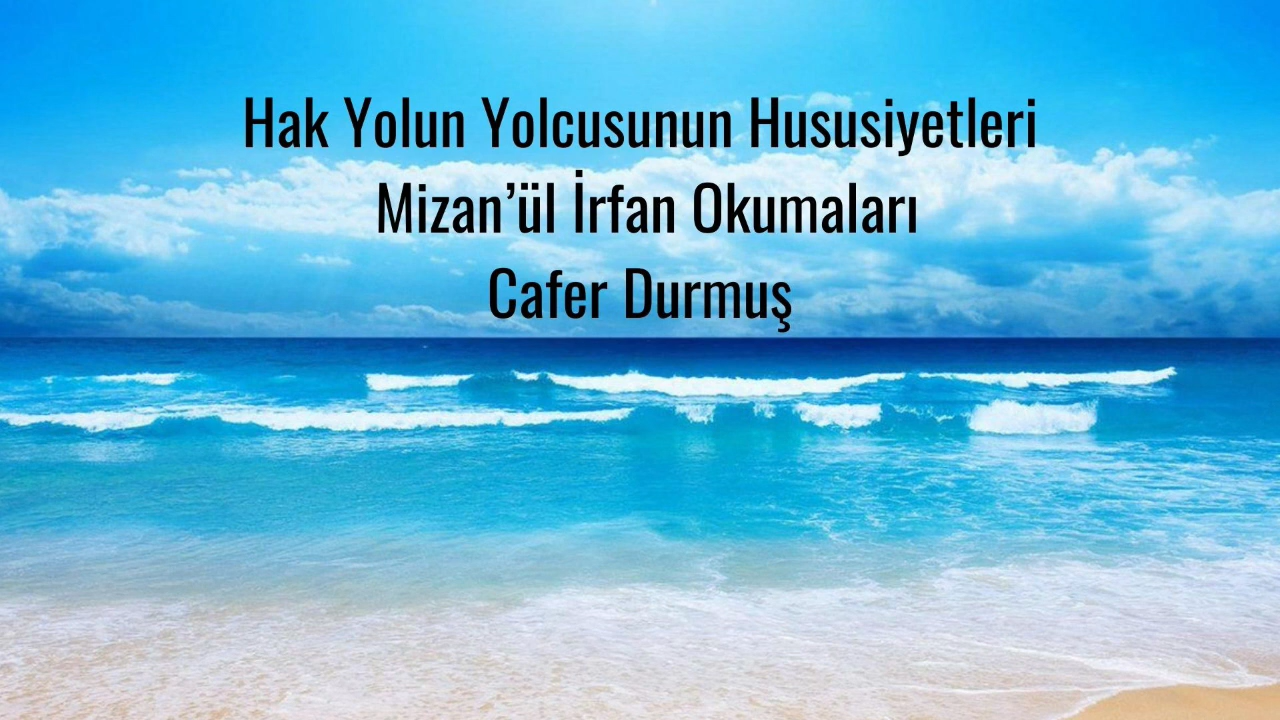 Hak Yolun Yolcusunun Hususiyetleri
Mizan’ül İrfan Okumaları
Cafer Durmuş